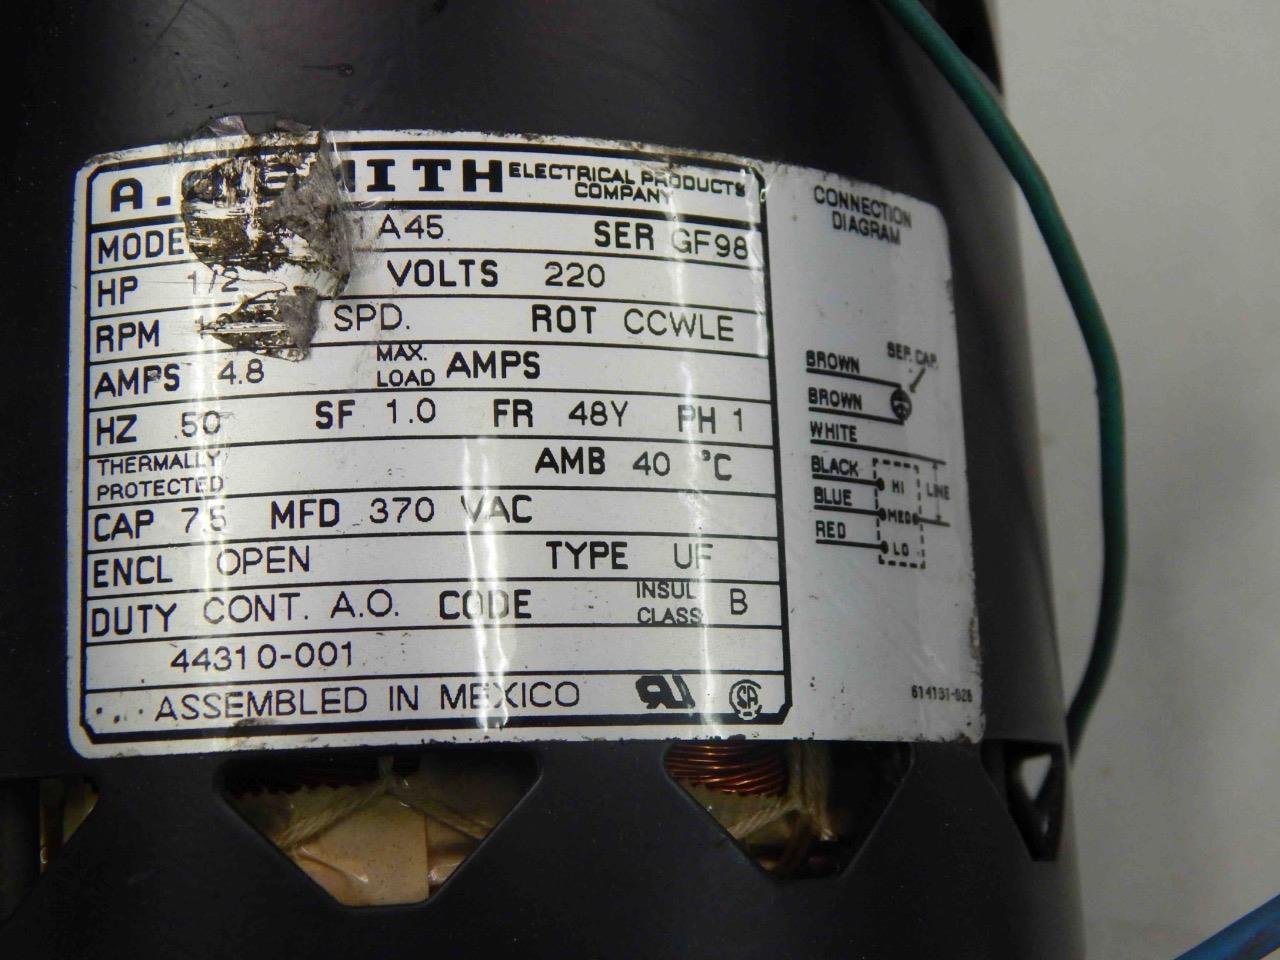 A. ELECTRICAL PRODUCTS COMPANY
A45 SER GF98
HP 1/2 VOLTS 220
RPM SPD. ROT CCWLE
AMPS 4.8 MAX. LOAD AMPS
HZ 50 SF 1.0 FR 48Y PH 1
THERMALLY PROTECTED AMB 40 °C
CAP 7.5 MFD 370 VAC
ENCL OPEN TYPE UF
DUTY CONT. A.O. CODE INSUL CLASS B
44310-001
ASSEMBLED IN MEXICO
CONNECTION
DIAGRAM
SEP. CAP.
BROWN
BROWN
WHITE
BLACK HI LINE
BLUE MED
RED LO